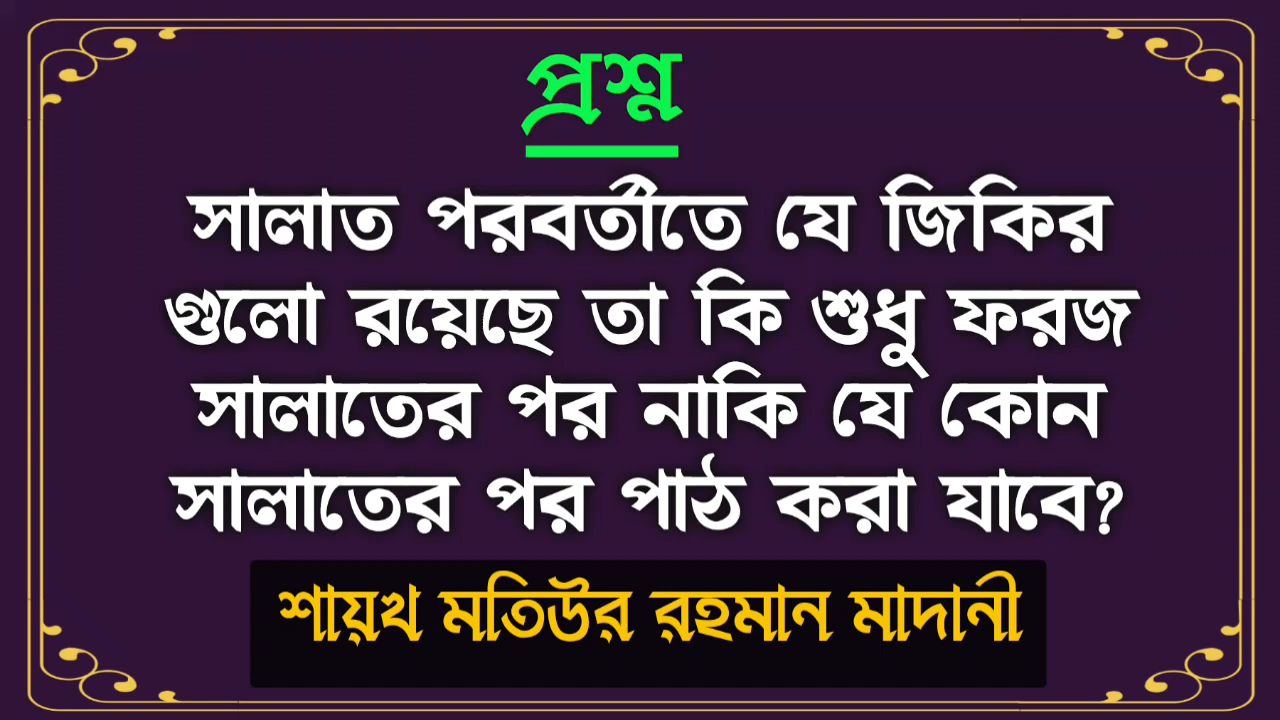 প্রশ্ন
সালাত পরবর্তীতে যে জিকির
গুলো রয়েছে তা কি শুধু ফরজ
সালাতের পর নাকি যে কোন
সালাতের পর পাঠ করা যাবে?
শায়খ মতিউর রহমান মাদানী